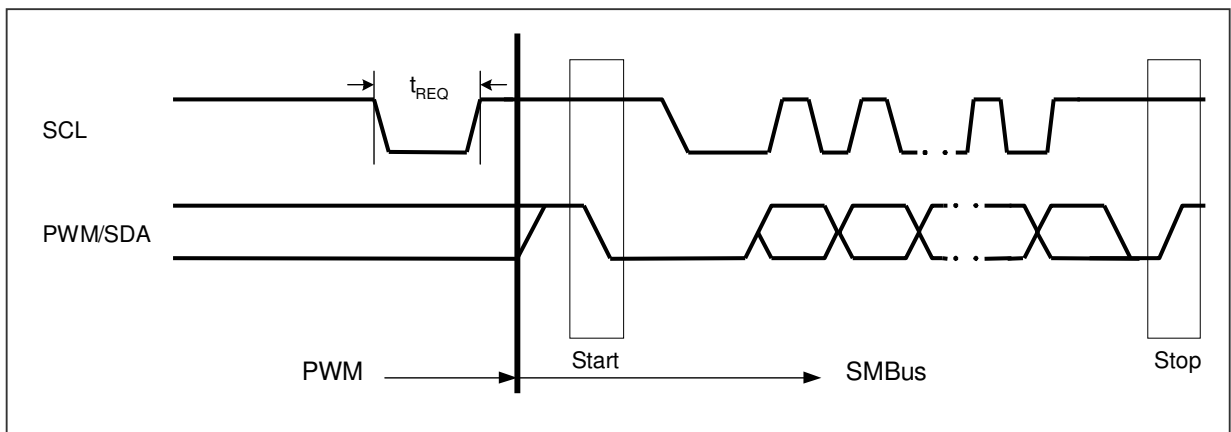 tREQ
SCL
PWM/SDA
Start
Stop
PWM
SMBus